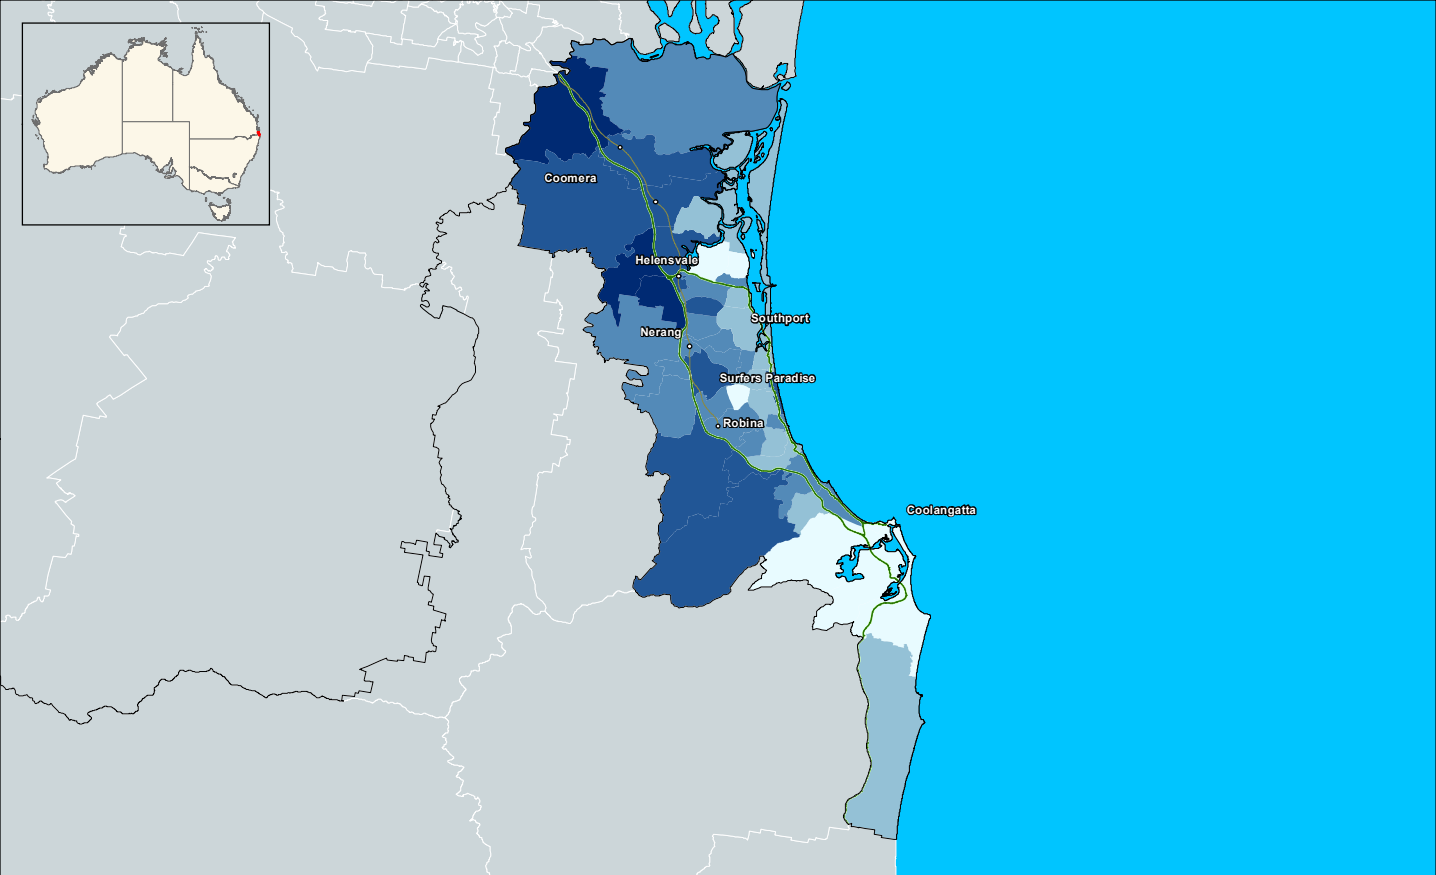 Coomera
Helensvale
Southport
Nerang
Surfers Paradise
Robina
Coolangatta